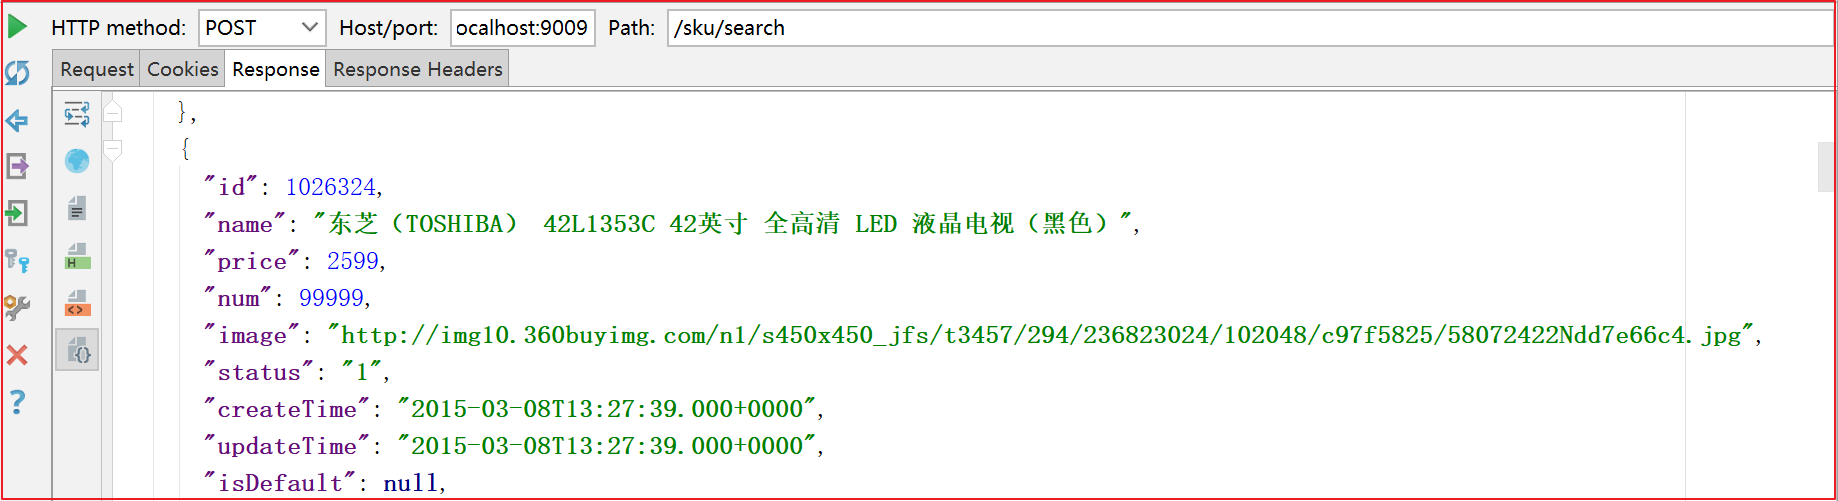 HTTP method: POST Host/port: ocalhost:9009 Path: /sku/search
Request Cookies Response Response Headers
},
{
"id": 1026324,
"name": "东芝（TOSHIBA） 42L1353C 42英寸 全高清 LED 液晶电视（黑色）",
"price": 2599,
"num": 99999,
"image": "http://img10.360buyimg.com/n1/s450x450_jfs/t3457/294/236823024/102048/c97f5825/58072422Ndd7e66c4.jpg",
"status": "1",
"createTime": "2015-03-08T13:27:39.000+0000",
"updateTime": "2015-03-08T13:27:39.000+0000",
"isDefault": null,